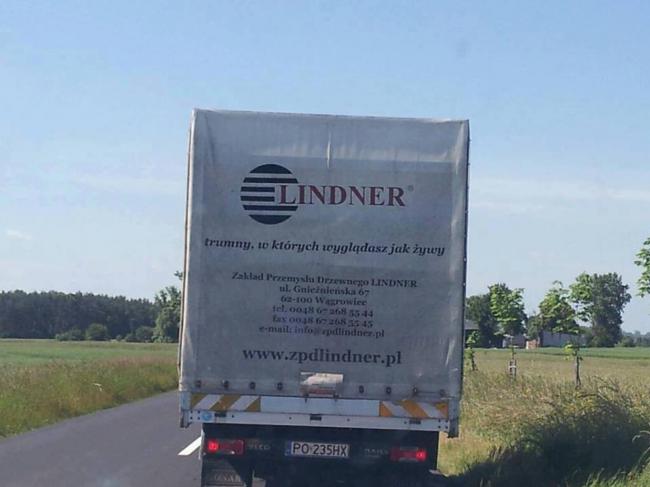 LINDNER®
trumny, w których wyglądasz jak żywy
Zakład Przemysłu Drzewnego LINDNER
ul. Gnieźnieńska 67
62-100 Wągrowiec
tel. 0048 67 268 55 44
fax 0048 67 268 55 45
e-mail: info@zpdlindner.pl
www.zpdlindner.pl
PO 235HX